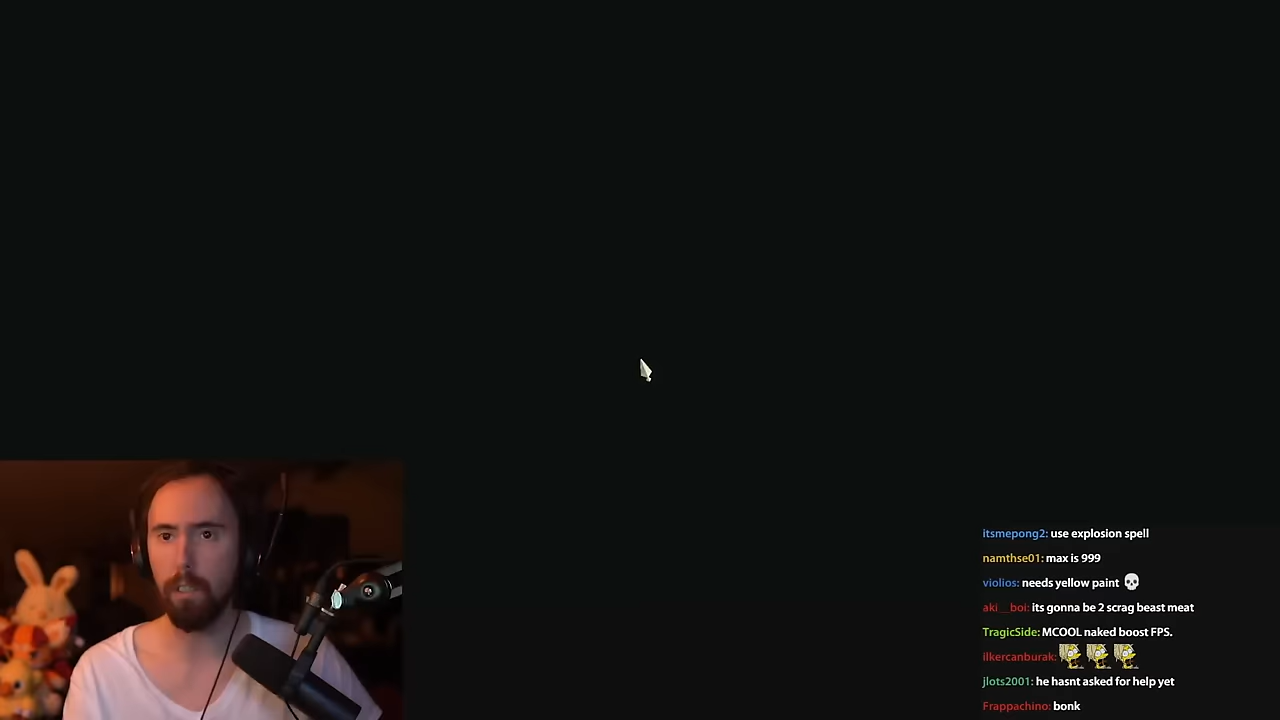 itsmepong2: use explosion spell
namthse01: max is 999
violios: needs yellow paint
aki__boi: its gonna be 2 scrag beast meat
TragicSide: MCOOL naked boost FPS.
ilkercanburak:
jlots2001: he hasnt asked for help yet
Frappachino: bonk